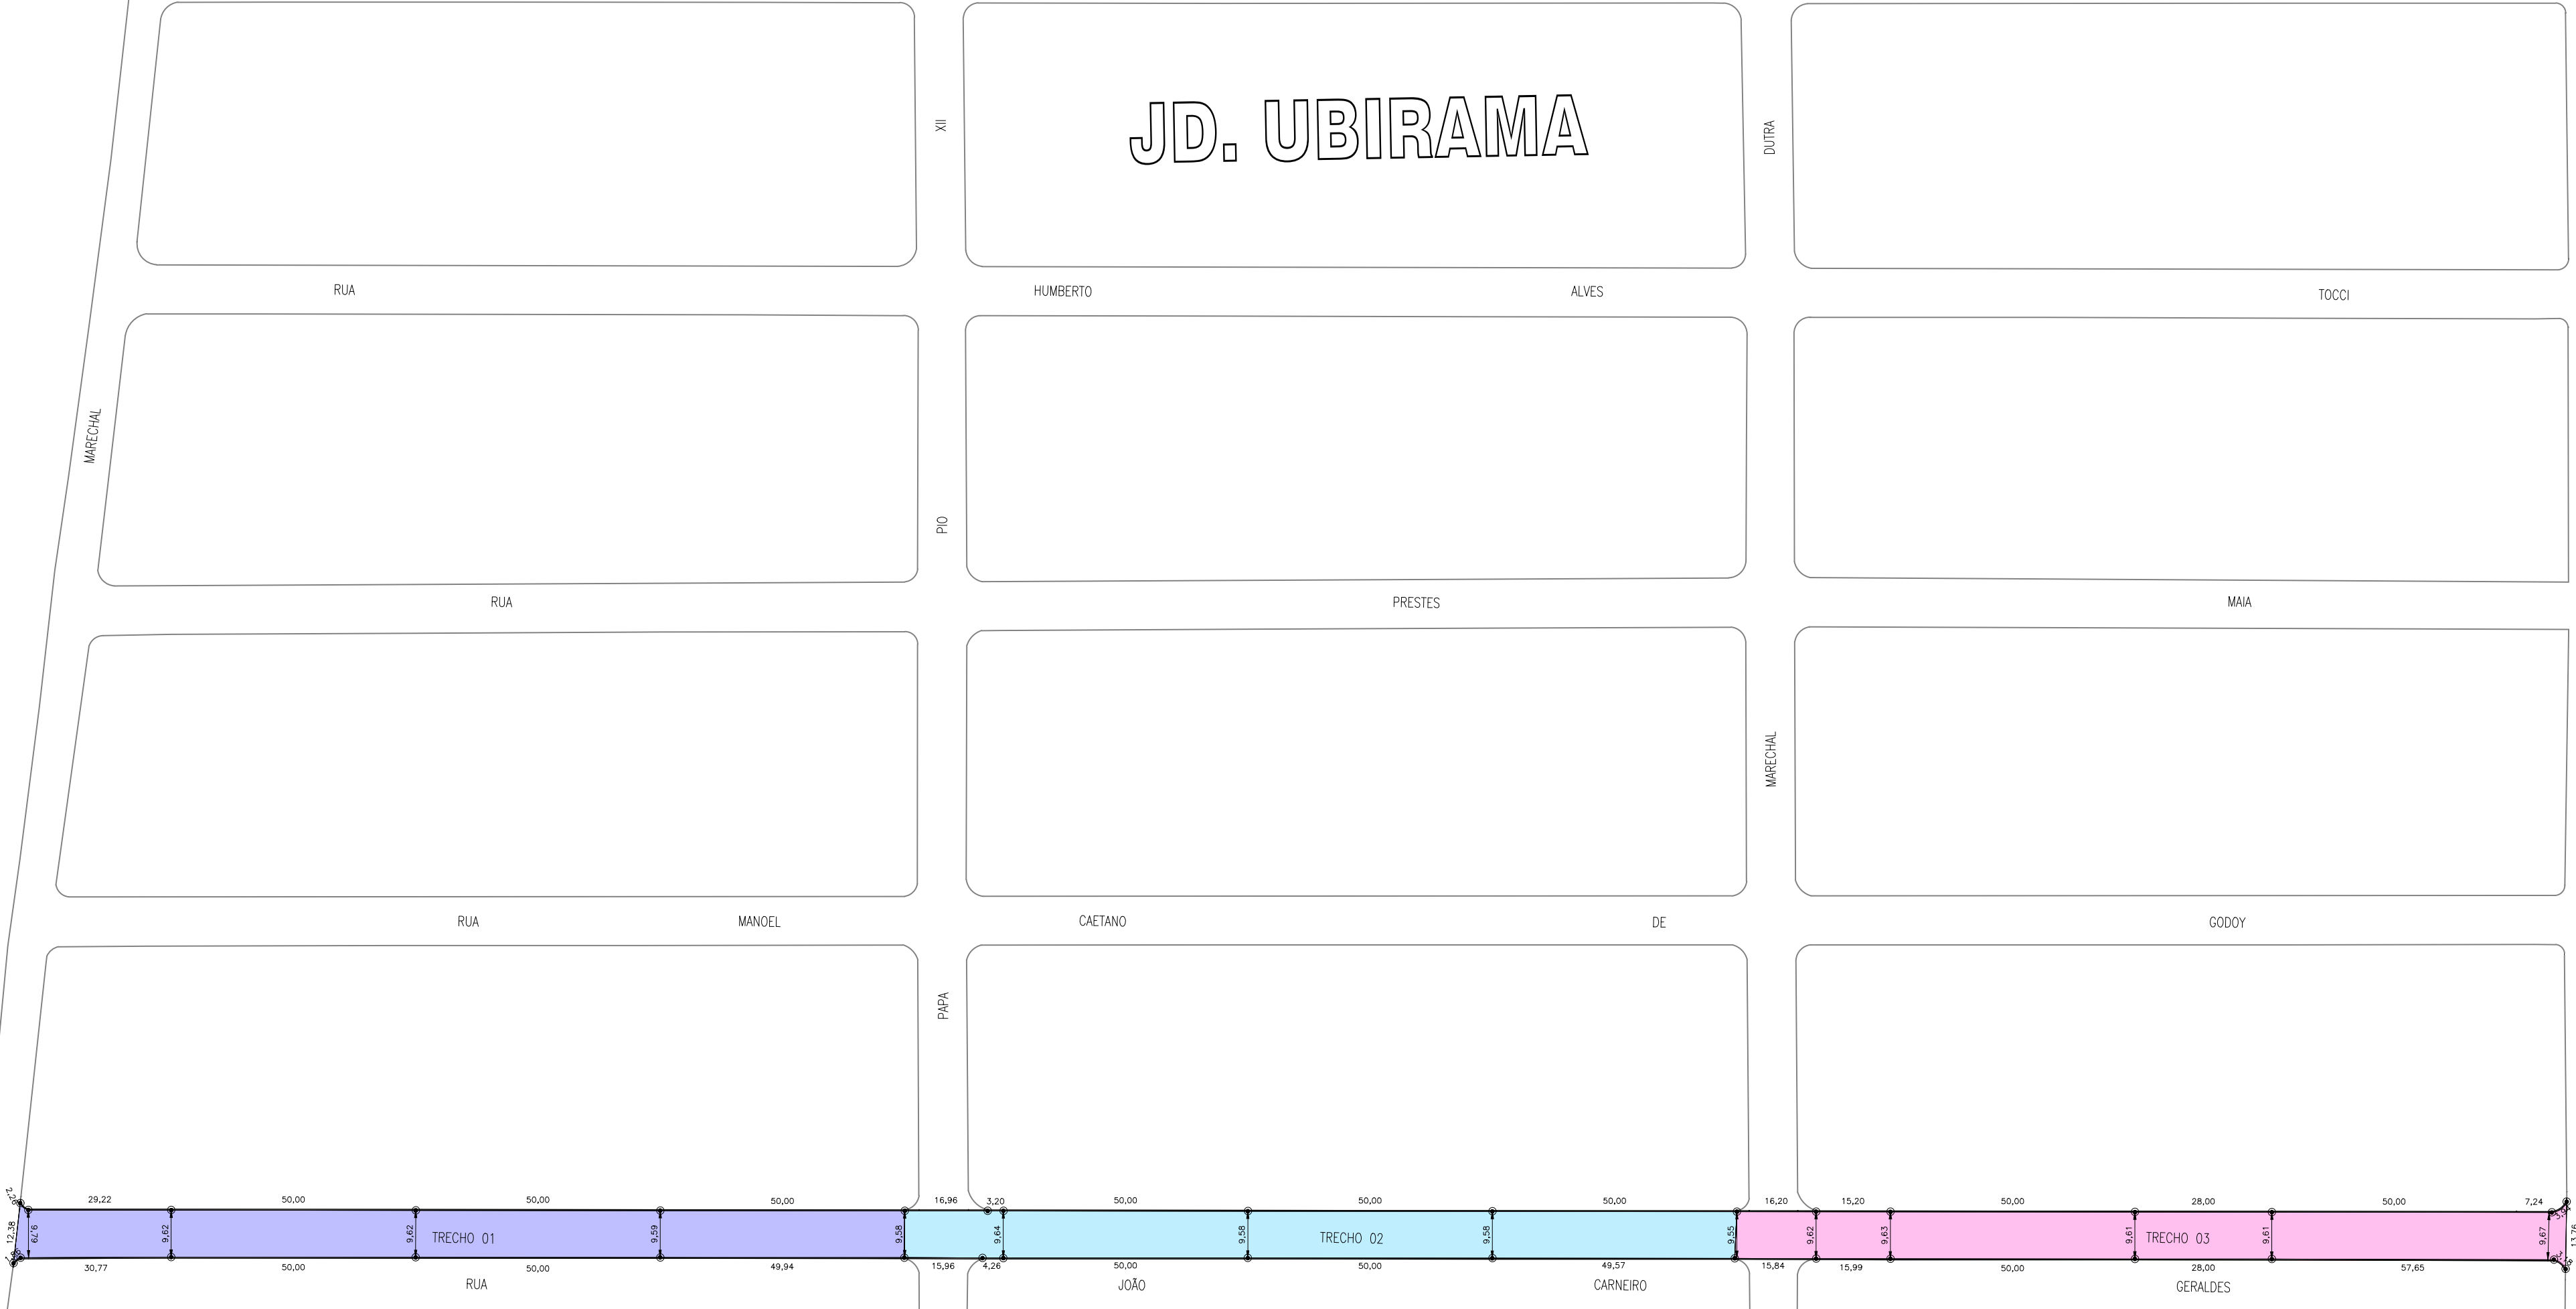 JD. UBIRAMA
XII
DUTRA
RUA HUMBERTO ALVES TOCCI
MARECHAL
PIO
RUA PRESTES MAIA
MARECHAL
RUA MANOEL CAETANO DE GODOY
PAPA
29,22 50,00 50,00 50,00 16,96 3,20 50,00 50,00 50,00 16,20 15,20 50,00 28,00 50,00 7,24
12,38 9,79 9,62 9,62 9,59 9,58 9,64 9,58 9,58 9,55 9,62 9,63 9,61 9,61 9,67 13,76
TRECHO 01 TRECHO 02 TRECHO 03
30,77 50,00 50,00 49,94 15,96 4,26 50,00 50,00 49,57 15,84 15,99 50,00 28,00 57,65
RUA JOÃO CARNEIRO GERALDES